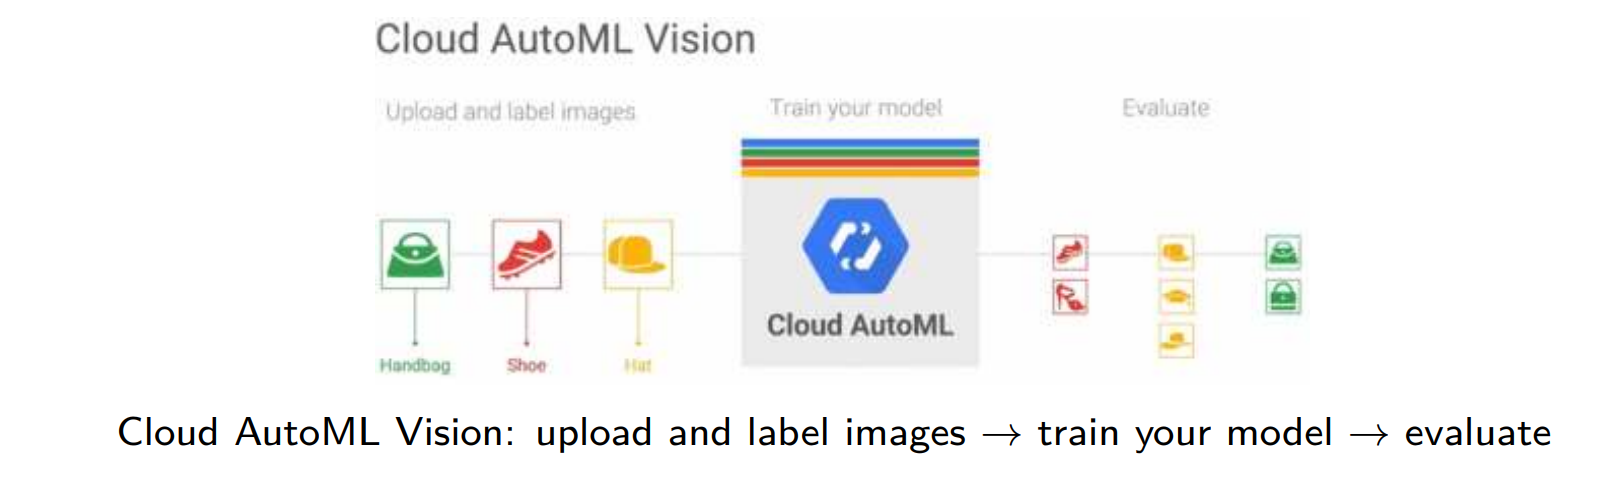 Cloud AutoML Vision
Upload and label images
Train your model
Evaluate
Cloud AutoML
Handbag
Shoe
Hat
Cloud AutoML Vision: upload and label images → train your model → evaluate